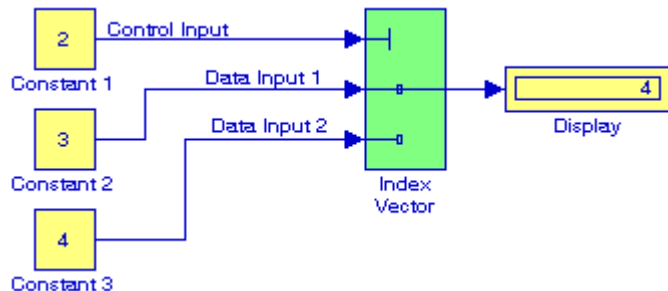 2
Control Input
Constant 1
Data Input 1
3
Data Input 2
Constant 2
4
Constant 3
Index
Vector
4
Display